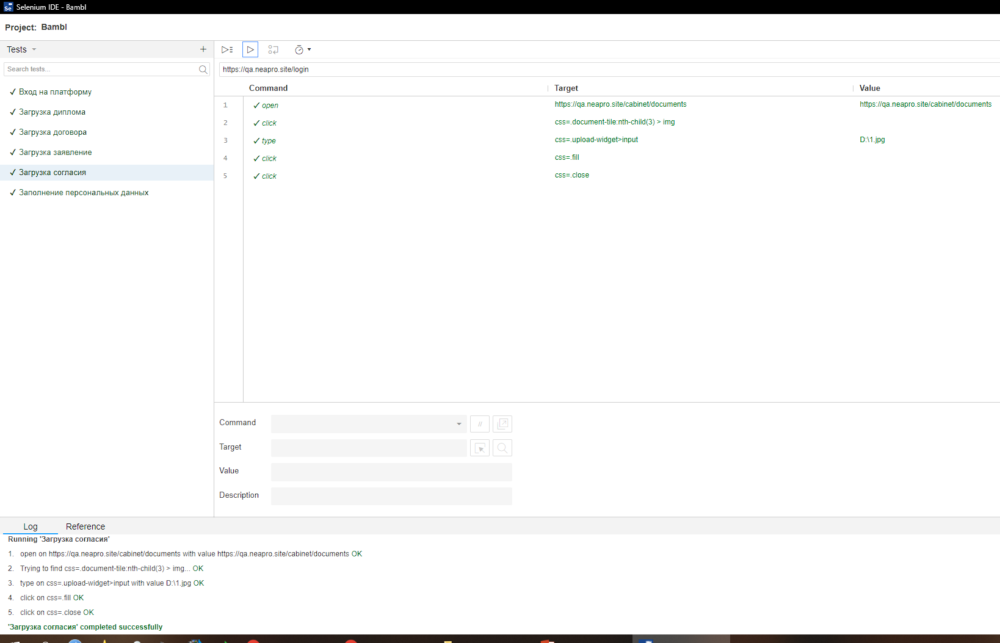 Selenium IDE - Bambl
Project: Bambl
Tests
Search tests...
✓ Вход на платформу
✓ Загрузка диплома
✓ Загрузка договора
✓ Загрузка заявление
✓ Загрузка согласия
✓ Заполнение персональных данных
https://qa.neapro.site/login
Command Target Value
1 ✓ open https://qa.neapro.site/cabinet/documents https://qa.neapro.site/cabinet/documents
2 ✓ click css=.document-tile:nth-child(3) > img
3 ✓ type css=.upload-widget>input D:\1.jpg
4 ✓ click css=.fill
5 ✓ click css=.close
Command //
Target
Value
Description
Log Reference
Running 'Загрузка согласия'
1. open on https://qa.neapro.site/cabinet/documents with value https://qa.neapro.site/cabinet/documents OK
2. Trying to find css=.document-tile:nth-child(3) > img... OK
3. type on css=.upload-widget>input with value D:\1.jpg OK
4. click on css=.fill OK
5. click on css=.close OK
'Загрузка согласия' completed successfully